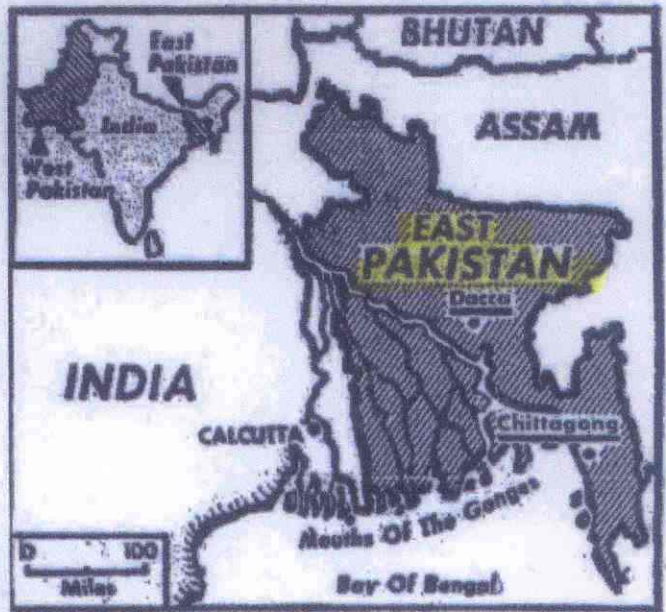 East
Pakistan
India
West
Pakistan
BHUTAN
ASSAM
EAST
PAKISTAN
Dacca
INDIA
CALCUTTA
Chittagong
Mouths Of The Ganges
Bay Of Bengal
0 100
Miles